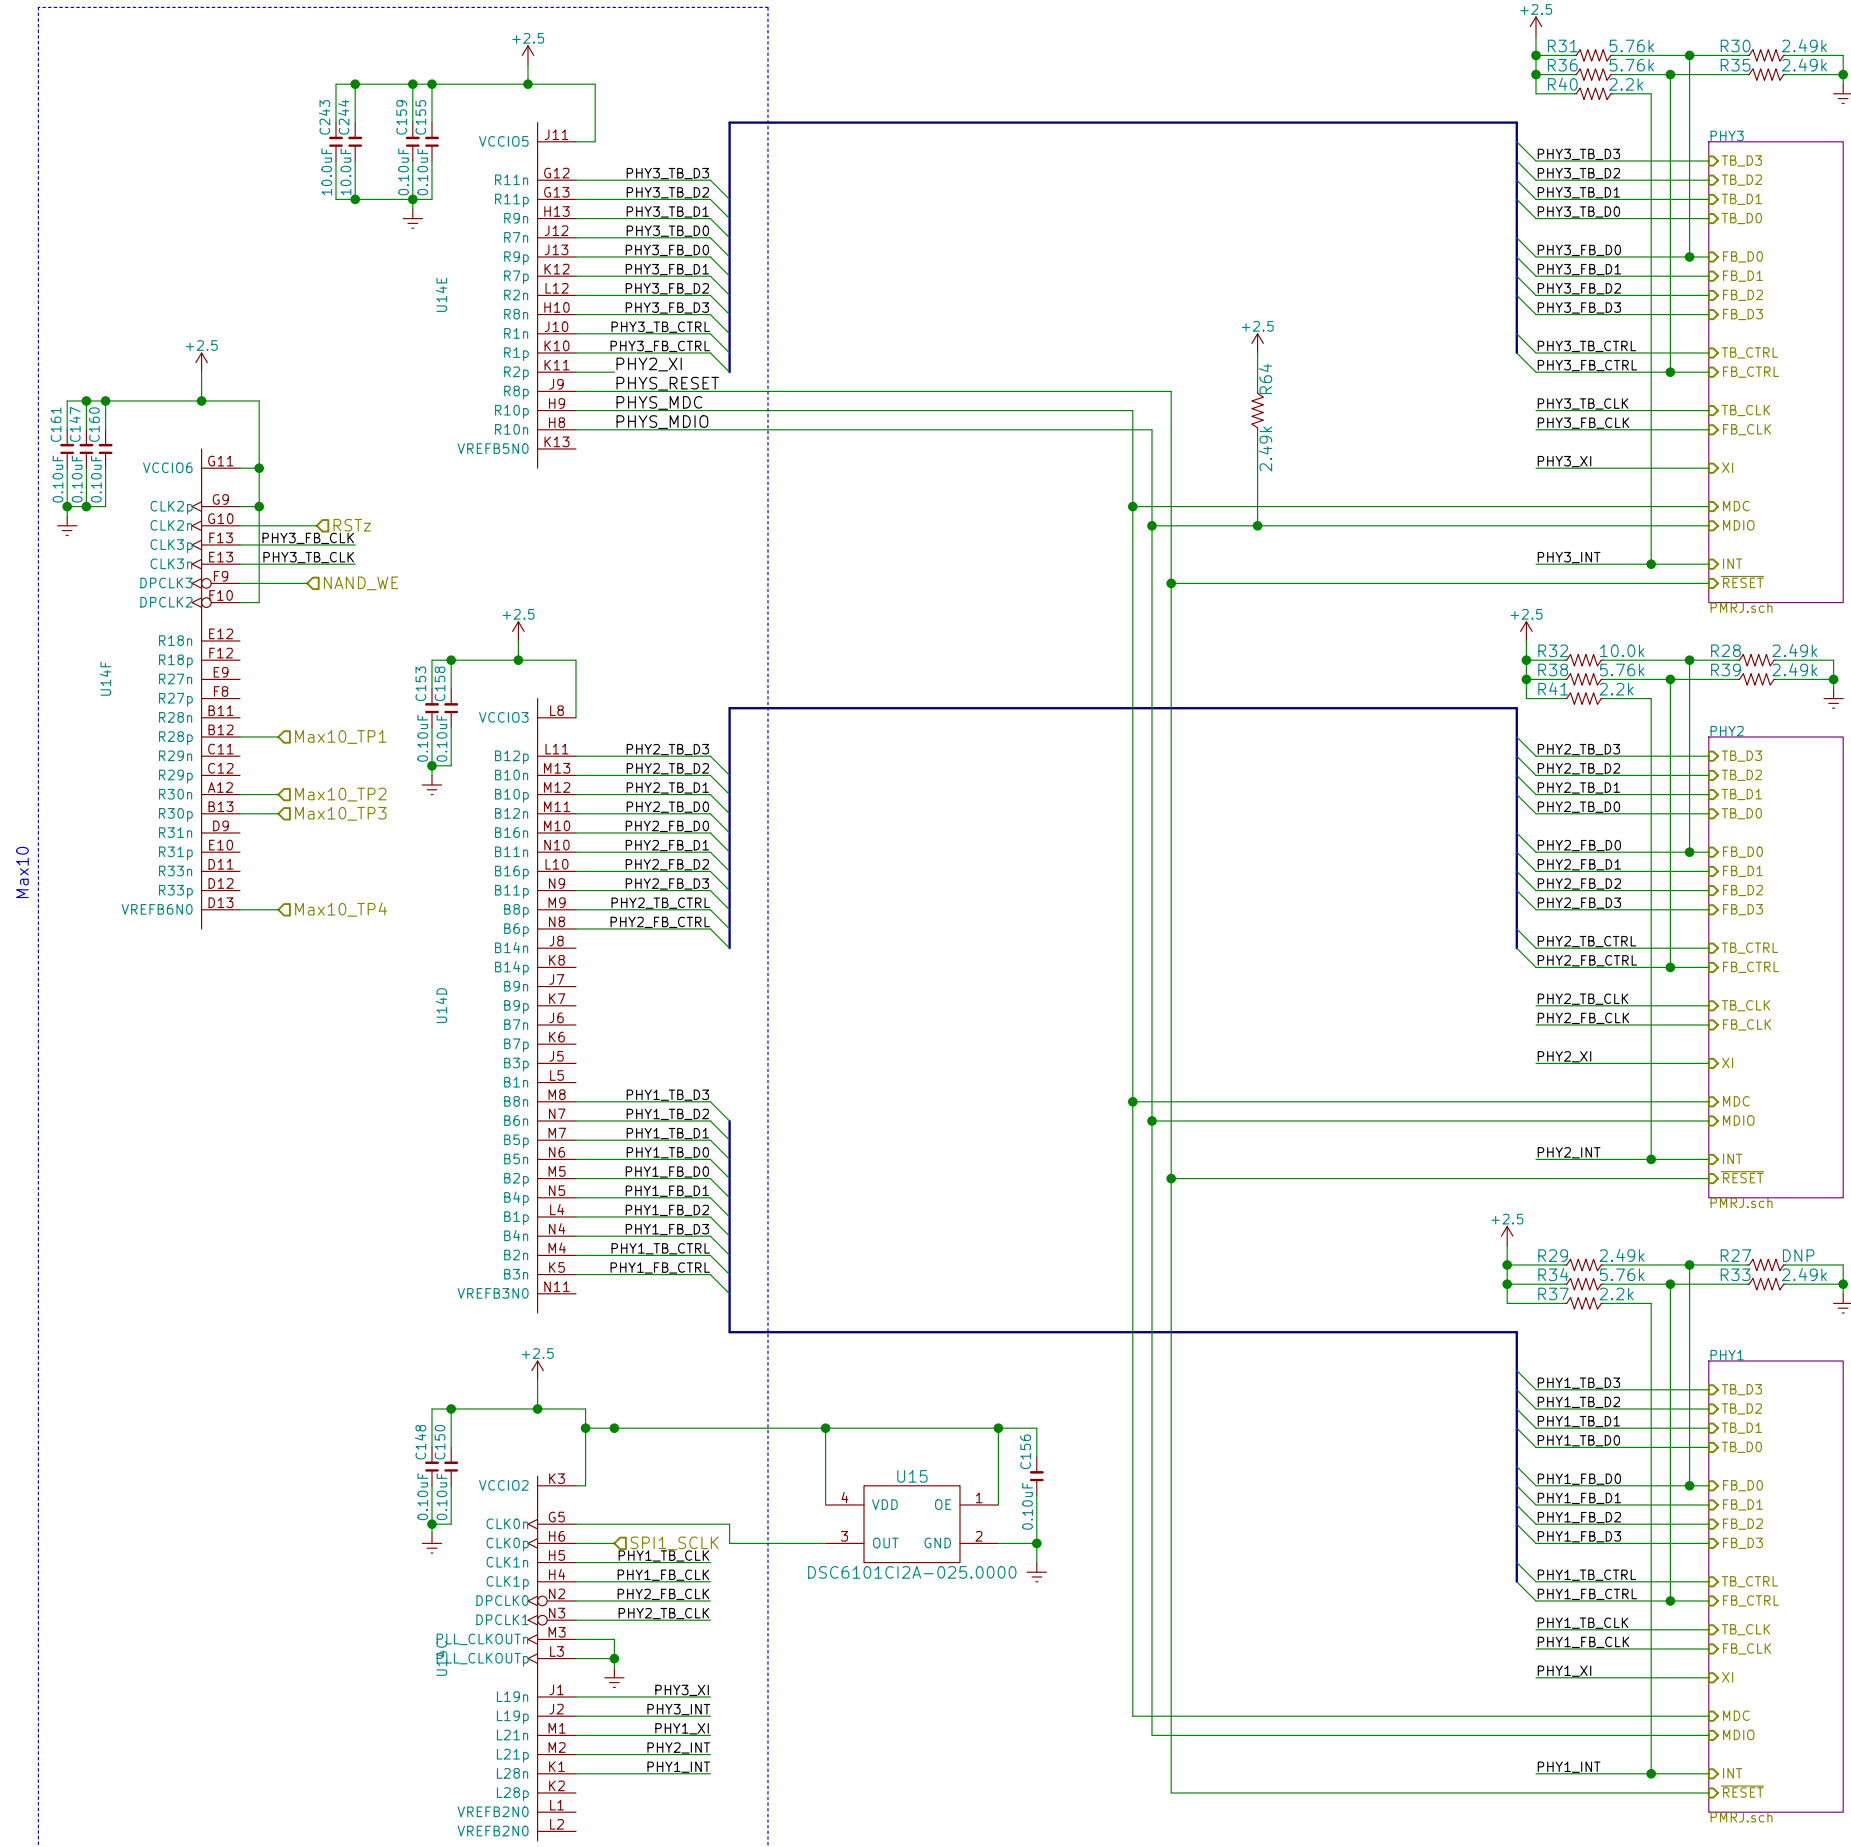 Max10
+2.5
C243 10.0uF
C244 10.0uF
C159 0.10uF
C155 0.10uF
U14E
VCCIO5 J11
R11n G12 PHY3_TB_D3
R11p G13 PHY3_TB_D2
R9n H13 PHY3_TB_D1
R7n J12 PHY3_TB_D0
R9p J13 PHY3_FB_D0
R7p K12 PHY3_FB_D1
R2n L12 PHY3_FB_D2
R8n H10 PHY3_FB_D3
R1n J10 PHY3_TB_CTRL
R1p K10 PHY3_FB_CTRL
R2p K11 PHY2_XI
R8p J9 PHYS_RESET
R10p H9 PHYS_MDC
R10n H8 PHYS_MDIO
VREFB5N0 K13
+2.5
C161 0.10uF
C147 0.10uF
C160 0.10uF
U14F
VCCIO6 G11
CLK2p G9
CLK2n G10 RSTz
CLK3p F13 PHY3_FB_CLK
CLK3n E13 PHY3_TB_CLK
DPCLK3 F9 NAND_WE
DPCLK2 F10
R18n E12
R18p F12
R27n E9
R27p F8
R28n B11
R28p B12 Max10_TP1
R29n C11
R29p C12
R30n A12 Max10_TP2
R30p B13 Max10_TP3
R31n D9
R31p E10
R33n D11
R33p D12
VREFB6N0 D13 Max10_TP4
+2.5
C153 0.10uF
C158 0.10uF
U14D
VCCIO3 L8
B12p L11 PHY2_TB_D3
B10n M13 PHY2_TB_D2
B10p M12 PHY2_TB_D1
B12n M11 PHY2_TB_D0
B16n M10 PHY2_FB_D0
B11n N10 PHY2_FB_D1
B16p L10 PHY2_FB_D2
B11p N9 PHY2_FB_D3
B8p M9 PHY2_TB_CTRL
B6p N8 PHY2_FB_CTRL
B14n J8
B14p K8
B9n J7
B9p K7
B7n J6
B7p K6
B3p J5
B1n L5
B8n M8 PHY1_TB_D3
B6n N7 PHY1_TB_D2
B5p M7 PHY1_TB_D1
B5n N6 PHY1_TB_D0
B2p M5 PHY1_FB_D0
B4p N5 PHY1_FB_D1
B1p L4 PHY1_FB_D2
B4n N4 PHY1_FB_D3
B2n M4 PHY1_TB_CTRL
B3n K5 PHY1_FB_CTRL
VREFB3N0 N11
+2.5
C148 0.10uF
C150 0.10uF
VCCIO2 K3
CLK0n G5
CLK0p H6 SPI1_SCLK
CLK1n H5 PHY1_TB_CLK
CLK1p H4 PHY1_FB_CLK
DPCLK0 N2 PHY2_FB_CLK
DPCLK1 N3 PHY2_TB_CLK
PLL_CLKOUTn M3
PLL_CLKOUTp L3
L19n J1 PHY3_XI
L19p J2 PHY3_INT
L21n M1 PHY1_XI
L21p M2 PHY2_INT
L28n K1 PHY1_INT
L28p K2
VREFB2N0 L1
VREFB2N0 L2
U15
4 VDD OE 1
3 OUT GND 2
DSC6101CI2A-025.0000
C156 0.10uF
+2.5
R64 2.49k
+2.5
R31 5.76k R30 2.49k
R36 5.76k R35 2.49k
R40 2.2k
PHY3
PHY3_TB_D3 TB_D3
PHY3_TB_D2 TB_D2
PHY3_TB_D1 TB_D1
PHY3_TB_D0 TB_D0
PHY3_FB_D0 FB_D0
PHY3_FB_D1 FB_D1
PHY3_FB_D2 FB_D2
PHY3_FB_D3 FB_D3
PHY3_TB_CTRL TB_CTRL
PHY3_FB_CTRL FB_CTRL
PHY3_TB_CLK TB_CLK
PHY3_FB_CLK FB_CLK
PHY3_XI XI
MDC
MDIO
PHY3_INT INT
RESET
PMRJ.sch
+2.5
R32 10.0k R28 2.49k
R38 5.76k R39 2.49k
R41 2.2k
PHY2
PHY2_TB_D3 TB_D3
PHY2_TB_D2 TB_D2
PHY2_TB_D1 TB_D1
PHY2_TB_D0 TB_D0
PHY2_FB_D0 FB_D0
PHY2_FB_D1 FB_D1
PHY2_FB_D2 FB_D2
PHY2_FB_D3 FB_D3
PHY2_TB_CTRL TB_CTRL
PHY2_FB_CTRL FB_CTRL
PHY2_TB_CLK TB_CLK
PHY2_FB_CLK FB_CLK
PHY2_XI XI
MDC
MDIO
PHY2_INT INT
RESET
PMRJ.sch
+2.5
R29 2.49k R27 DNP
R34 5.76k R33 2.49k
R37 2.2k
PHY1
PHY1_TB_D3 TB_D3
PHY1_TB_D2 TB_D2
PHY1_TB_D1 TB_D1
PHY1_TB_D0 TB_D0
PHY1_FB_D0 FB_D0
PHY1_FB_D1 FB_D1
PHY1_FB_D2 FB_D2
PHY1_FB_D3 FB_D3
PHY1_TB_CTRL TB_CTRL
PHY1_FB_CTRL FB_CTRL
PHY1_TB_CLK TB_CLK
PHY1_FB_CLK FB_CLK
PHY1_XI XI
MDC
MDIO
PHY1_INT INT
RESET
PMRJ.sch